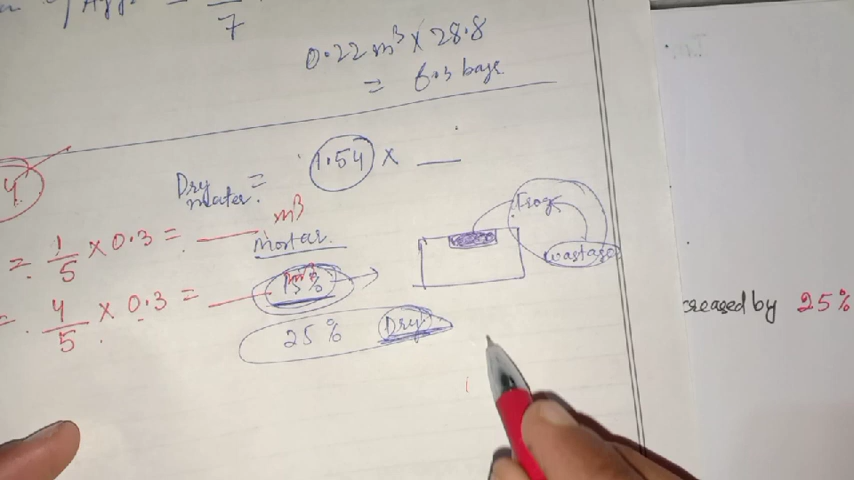 7
0.22 m³ × 28.8
= 6.3 bags
Dry mater. = 1.54 ×
4
= 1/5 × 0.3 = m³
mortar
Frog
wastage
= 4/5 × 0.3 = m³
15%
25% Dry
creased by 25%